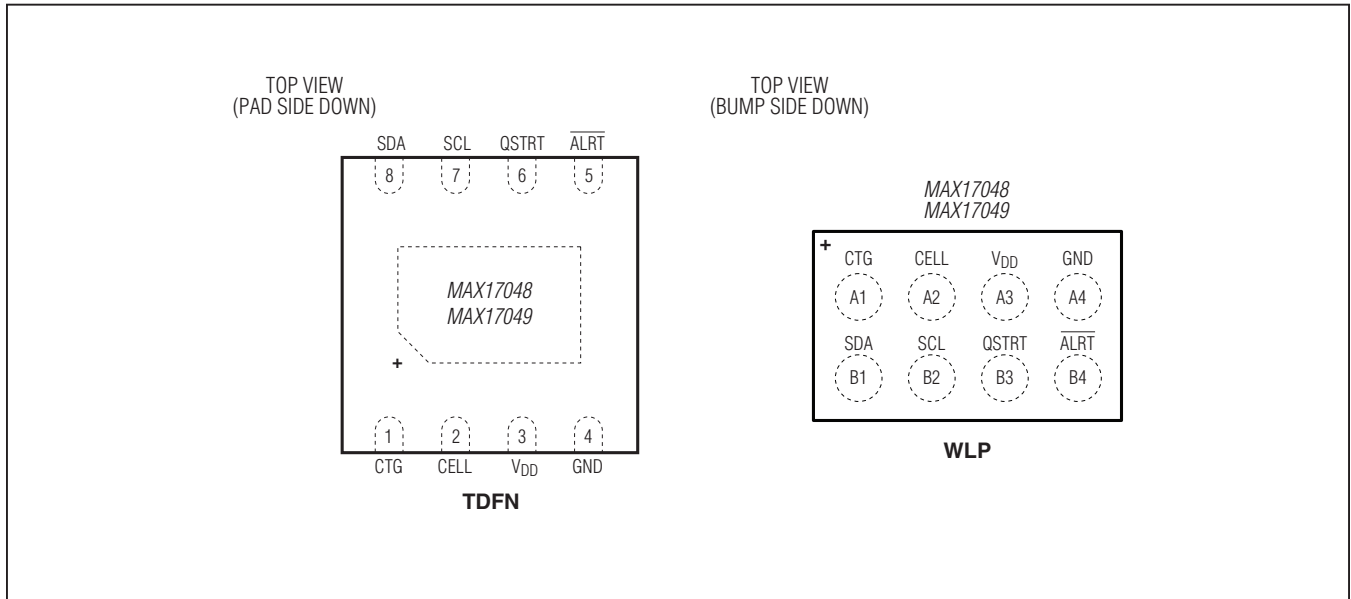 TOP VIEW
(PAD SIDE DOWN)
SDA SCL QSTRT ALRT
8 7 6 5
MAX17048
MAX17049
+
1 2 3 4
CTG CELL VDD GND
TDFN
TOP VIEW
(BUMP SIDE DOWN)
MAX17048
MAX17049
+
CTG CELL VDD GND
A1 A2 A3 A4
SDA SCL QSTRT ALRT
B1 B2 B3 B4
WLP